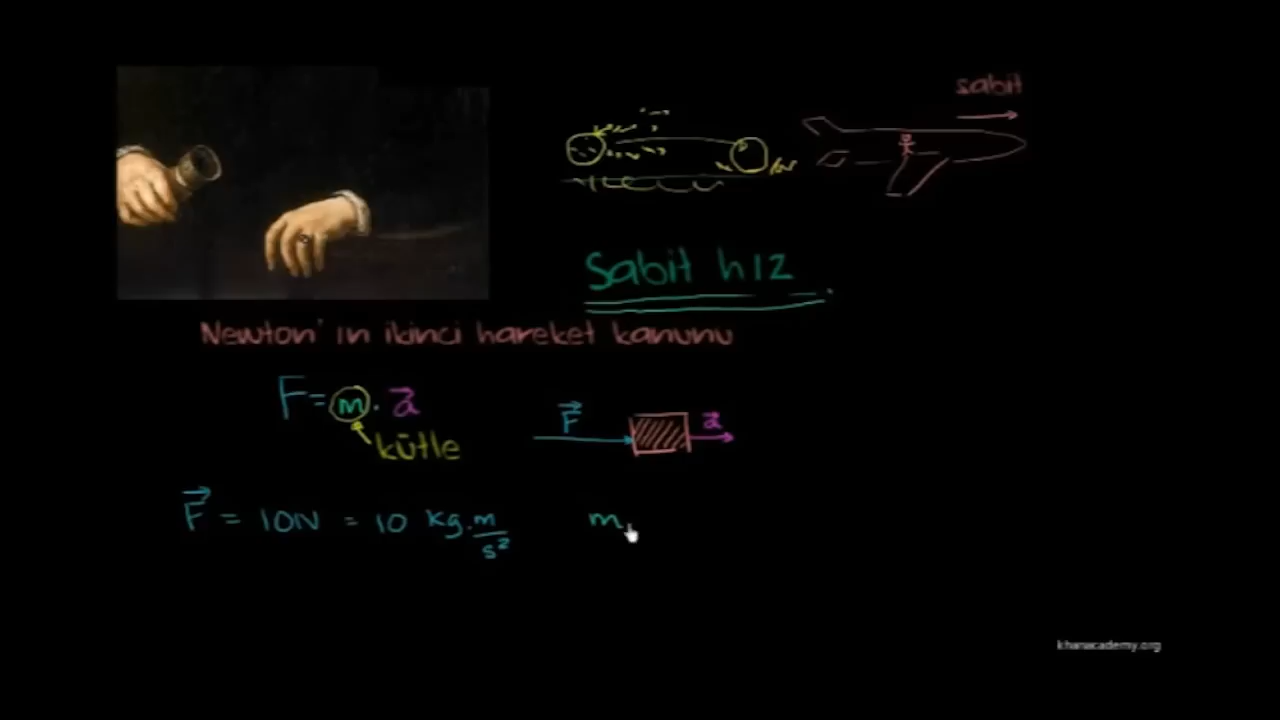 sabit
Sabit hız
Newton'ın ikinci hareket kanunu
F = m . a
kütle
F
a
F = 10N = 10 kg.m/s²
m
khanacademy.org